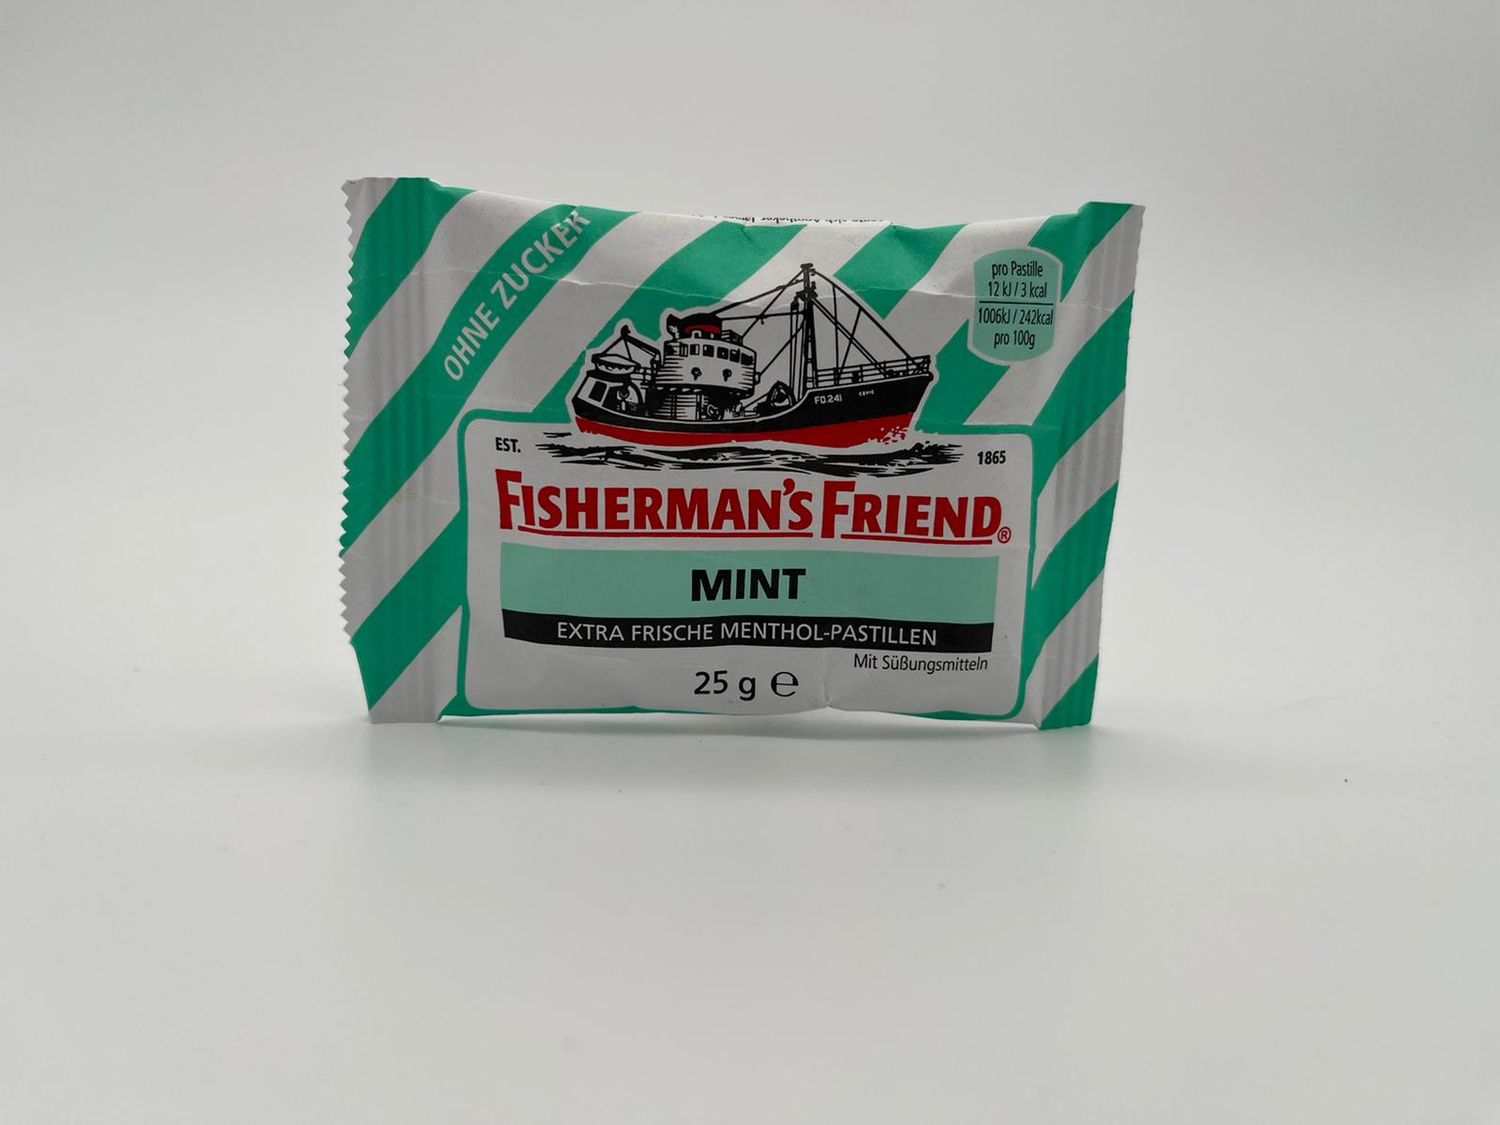 OHNE ZUCKER
pro Pastille
12 kJ / 3 kcal
1006kJ / 242kcal
pro 100g
FO.241
EST.
1865
FISHERMAN'S FRIEND®
MINT
EXTRA FRISCHE MENTHOL-PASTILLEN
Mit Süßungsmitteln
25 g ℮